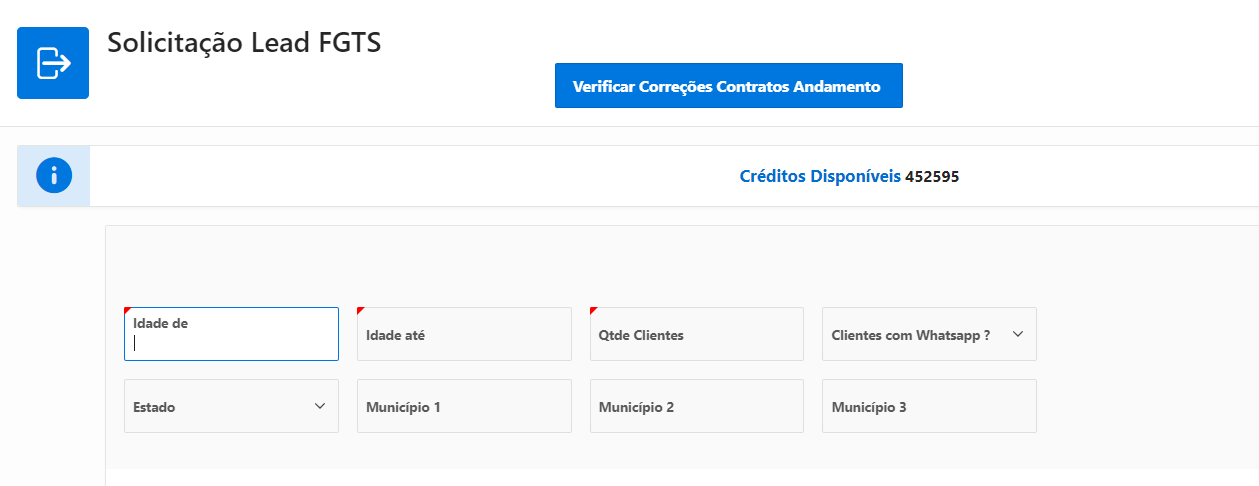 Solicitação Lead FGTS
Verificar Correções Contratos Andamento
Créditos Disponíveis 452595
Idade de
Idade até
Qtde Clientes
Clientes com Whatsapp ?
Estado
Município 1
Município 2
Município 3